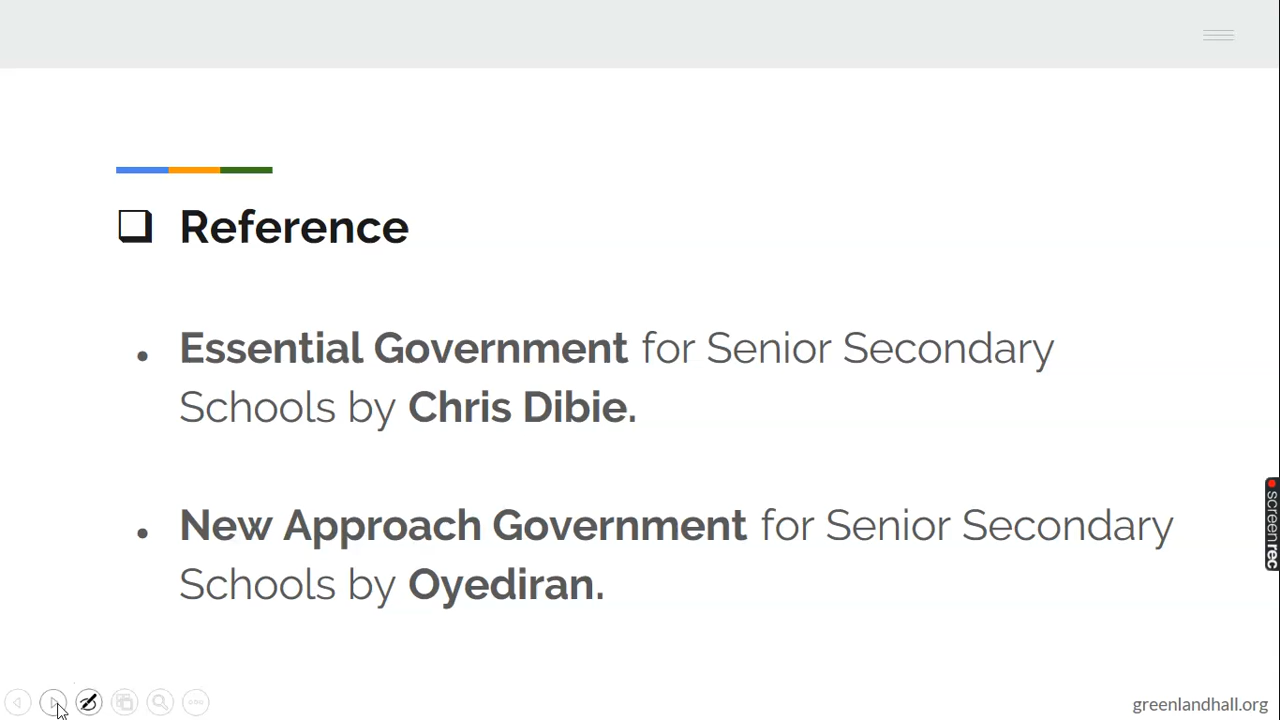 ❑ Reference
• Essential Government for Senior Secondary
Schools by Chris Dibie.
• New Approach Government for Senior Secondary
Schools by Oyediran.
screenrec
greenlandhall.org